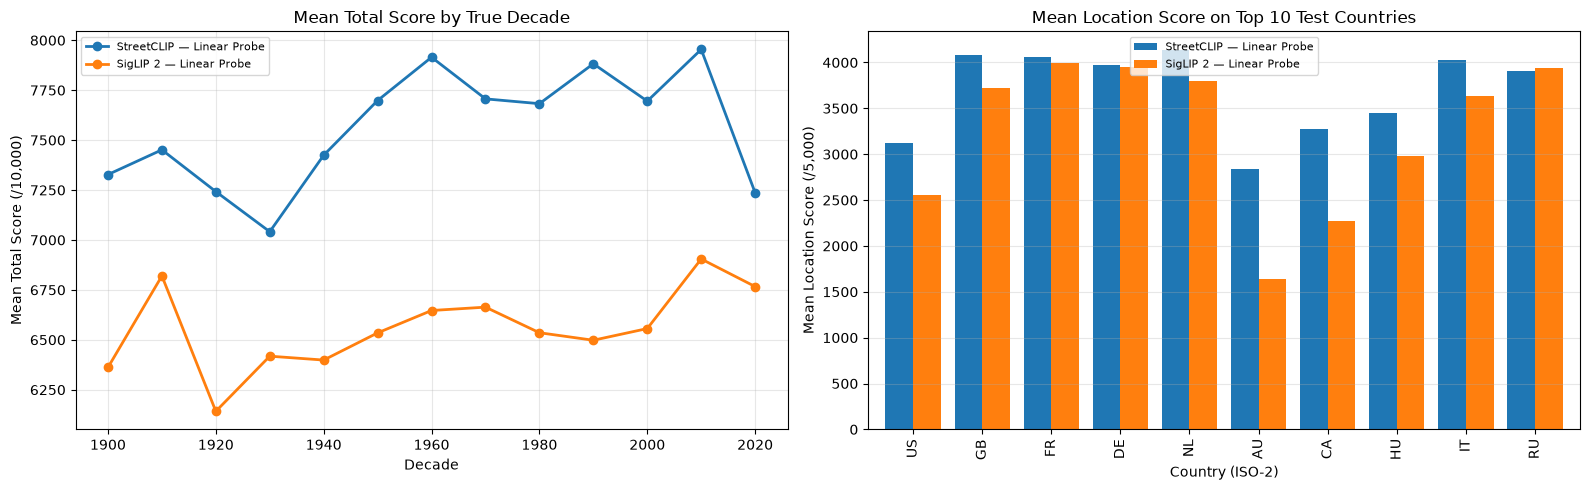 Mean Total Score by True Decade
StreetCLIP — Linear Probe
SigLIP 2 — Linear Probe
Mean Total Score (/10,000)
8000
7750
7500
7250
7000
6750
6500
6250
1900
1920
1940
1960
1980
2000
2020
Decade
Mean Location Score on Top 10 Test Countries
StreetCLIP — Linear Probe
SigLIP 2 — Linear Probe
Mean Location Score (/5,000)
4000
3500
3000
2500
2000
1500
1000
500
0
US
GB
FR
DE
NL
AU
CA
HU
IT
RU
Country (ISO-2)